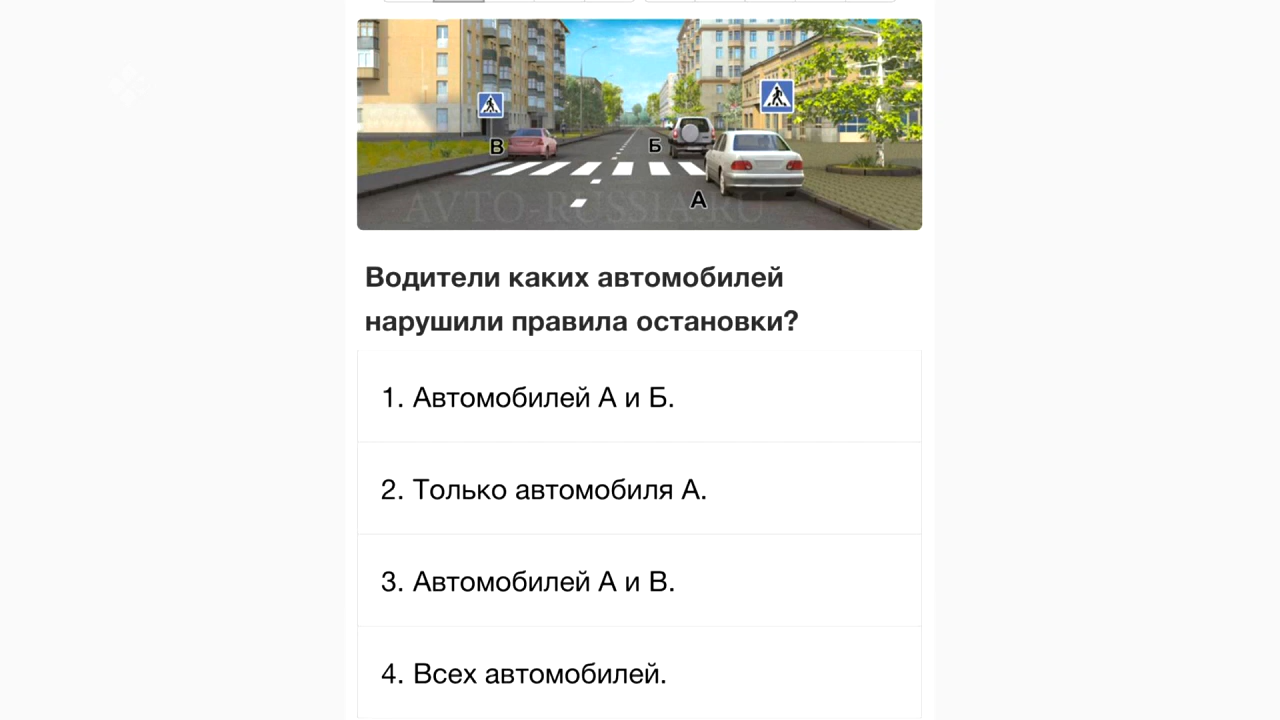 В
Б
А
AVTO-RUSSIA.RU
Водители каких автомобилей
нарушили правила остановки?
1. Автомобилей А и Б.
2. Только автомобиля А.
3. Автомобилей А и В.
4. Всех автомобилей.